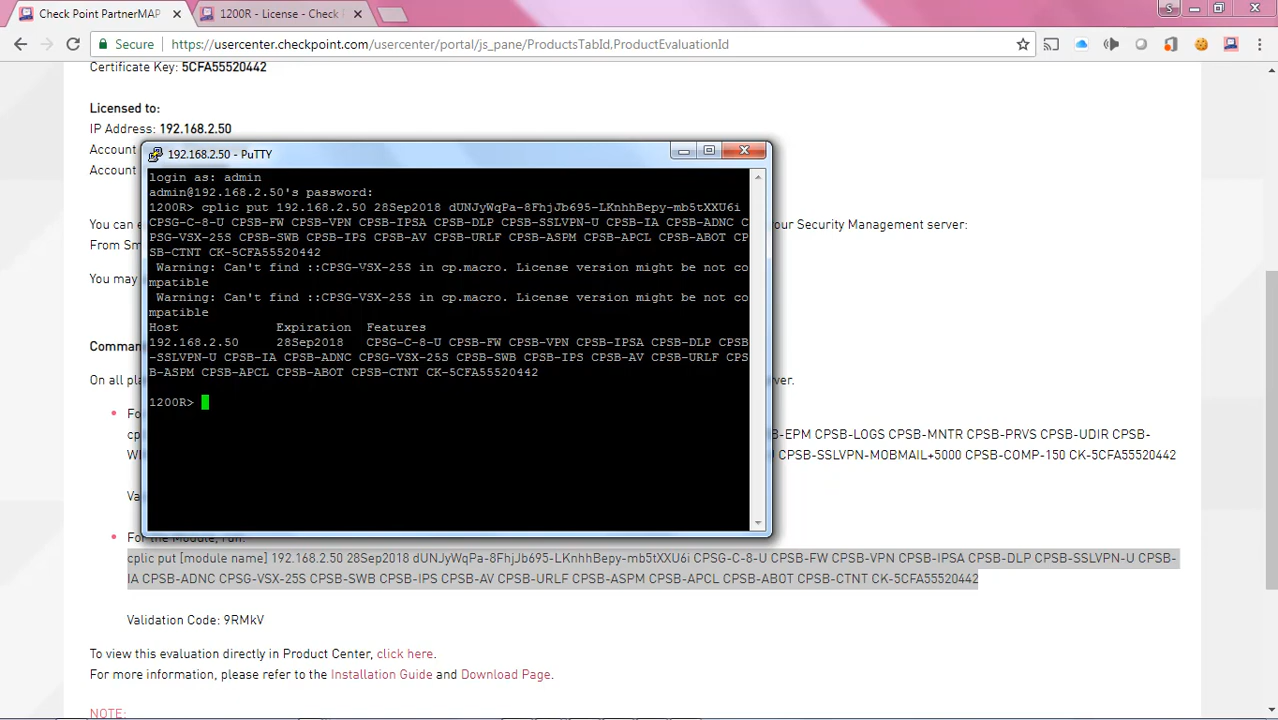 Check Point PartnerMAP
1200R - License - Check
S
Secure
https://usercenter.checkpoint.com/usercenter/portal/js_pane/ProductsTabId,ProductEvaluationId
Certificate Key: 5CFA55520442
Licensed to:
IP Address: 192.168.2.50
Account
Account
192.168.2.50 - PuTTY
login as: admin
admin@192.168.2.50's password:
1200R> cplic put 192.168.2.50 28Sep2018 dUNJyWqPa-8FhjJb695-LKnhhBepy-mb5tXXU6i
CPSG-C-8-U CPSB-FW CPSB-VPN CPSB-IPSA CPSB-DLP CPSB-SSLVPN-U CPSB-IA CPSB-ADNC C
PSG-VSX-25S CPSB-SWB CPSB-IPS CPSB-AV CPSB-URLF CPSB-ASPM CPSB-APCL CPSB-ABOT CP
SB-CTNT CK-5CFA55520442
Warning: Can't find ::CPSG-VSX-25S in cp.macro. License version might be not co
mpatible
Warning: Can't find ::CPSG-VSX-25S in cp.macro. License version might be not co
mpatible
Host Expiration Features
192.168.2.50 28Sep2018 CPSG-C-8-U CPSB-FW CPSB-VPN CPSB-IPSA CPSB-DLP CPSB
-SSLVPN-U CPSB-IA CPSB-ADNC CPSG-VSX-25S CPSB-SWB CPSB-IPS CPSB-AV CPSB-URLF CPS
B-ASPM CPSB-APCL CPSB-ABOT CPSB-CTNT CK-5CFA55520442
1200R>
You can e
our Security Management server:
From Sm
You may
Comman
On all pla
rver.
Fo
cp
B-EPM CPSB-LOGS CPSB-MNTR CPSB-PRVS CPSB-UDIR CPSB-
W
CPSB-SSLVPN-MOBMAIL+5000 CPSB-COMP-150 CK-5CFA55520442
Va
For the Module, run:
cplic put [module name] 192.168.2.50 28Sep2018 dUNJyWqPa-8FhjJb695-LKnhhBepy-mb5tXXU6i CPSG-C-8-U CPSB-FW CPSB-VPN CPSB-IPSA CPSB-DLP CPSB-SSLVPN-U CPSB-
IA CPSB-ADNC CPSG-VSX-25S CPSB-SWB CPSB-IPS CPSB-AV CPSB-URLF CPSB-ASPM CPSB-APCL CPSB-ABOT CPSB-CTNT CK-5CFA55520442
Validation Code: 9RMkV
To view this evaluation directly in Product Center, click here.
For more information, please refer to the Installation Guide and Download Page.
NOTE: